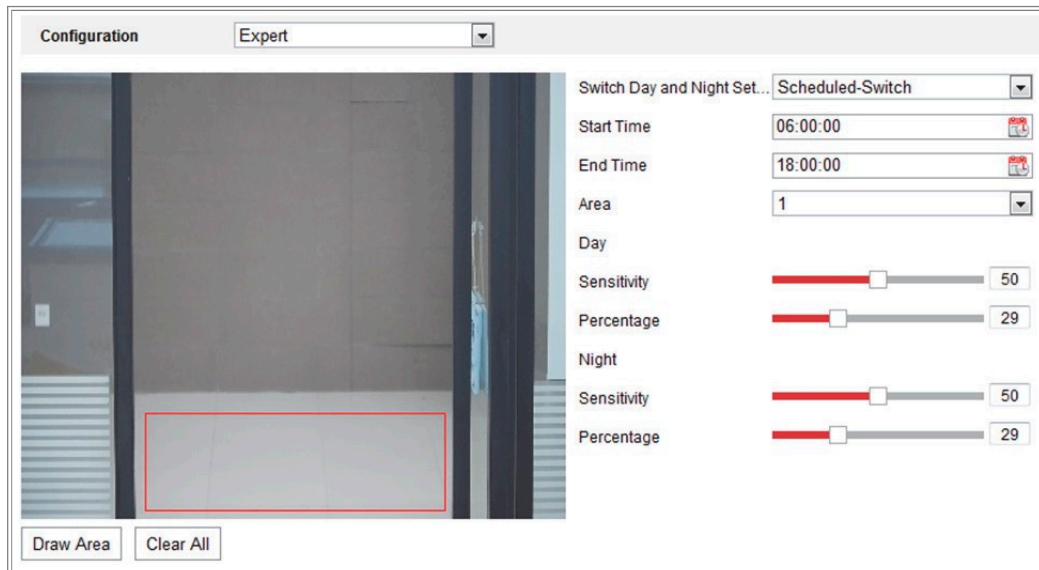 Configuration Expert
Switch Day and Night Set... Scheduled-Switch
Start Time 06:00:00
End Time 18:00:00
Area 1
Day
Sensitivity 50
Percentage 29
Night
Sensitivity 50
Percentage 29
Draw Area Clear All